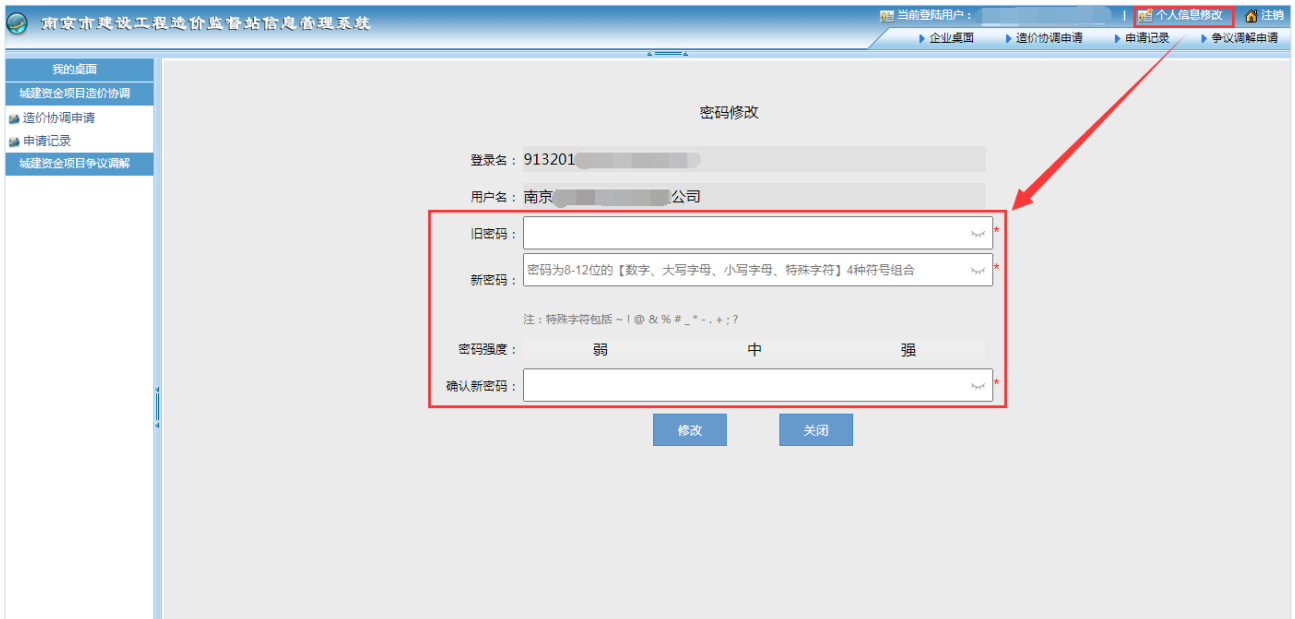 南京市建设工程造价监督站信息管理系统
当前登陆用户： | 个人信息修改 注销
企业桌面 造价协调申请 申请记录 争议调解申请
我的桌面
城建资金项目造价协调
造价协调申请
申请记录
城建资金项目争议调解
密码修改
登录名： 913201
用户名： 南京 公司
旧密码： *
新密码： 密码为8-12位的【数字、大写字母、小写字母、特殊字符】4种符号组合 *
注：特殊字符包括 ~ ! @ & % # _ * - . + ; ?
密码强度： 弱 中 强
确认新密码： *
修改 关闭